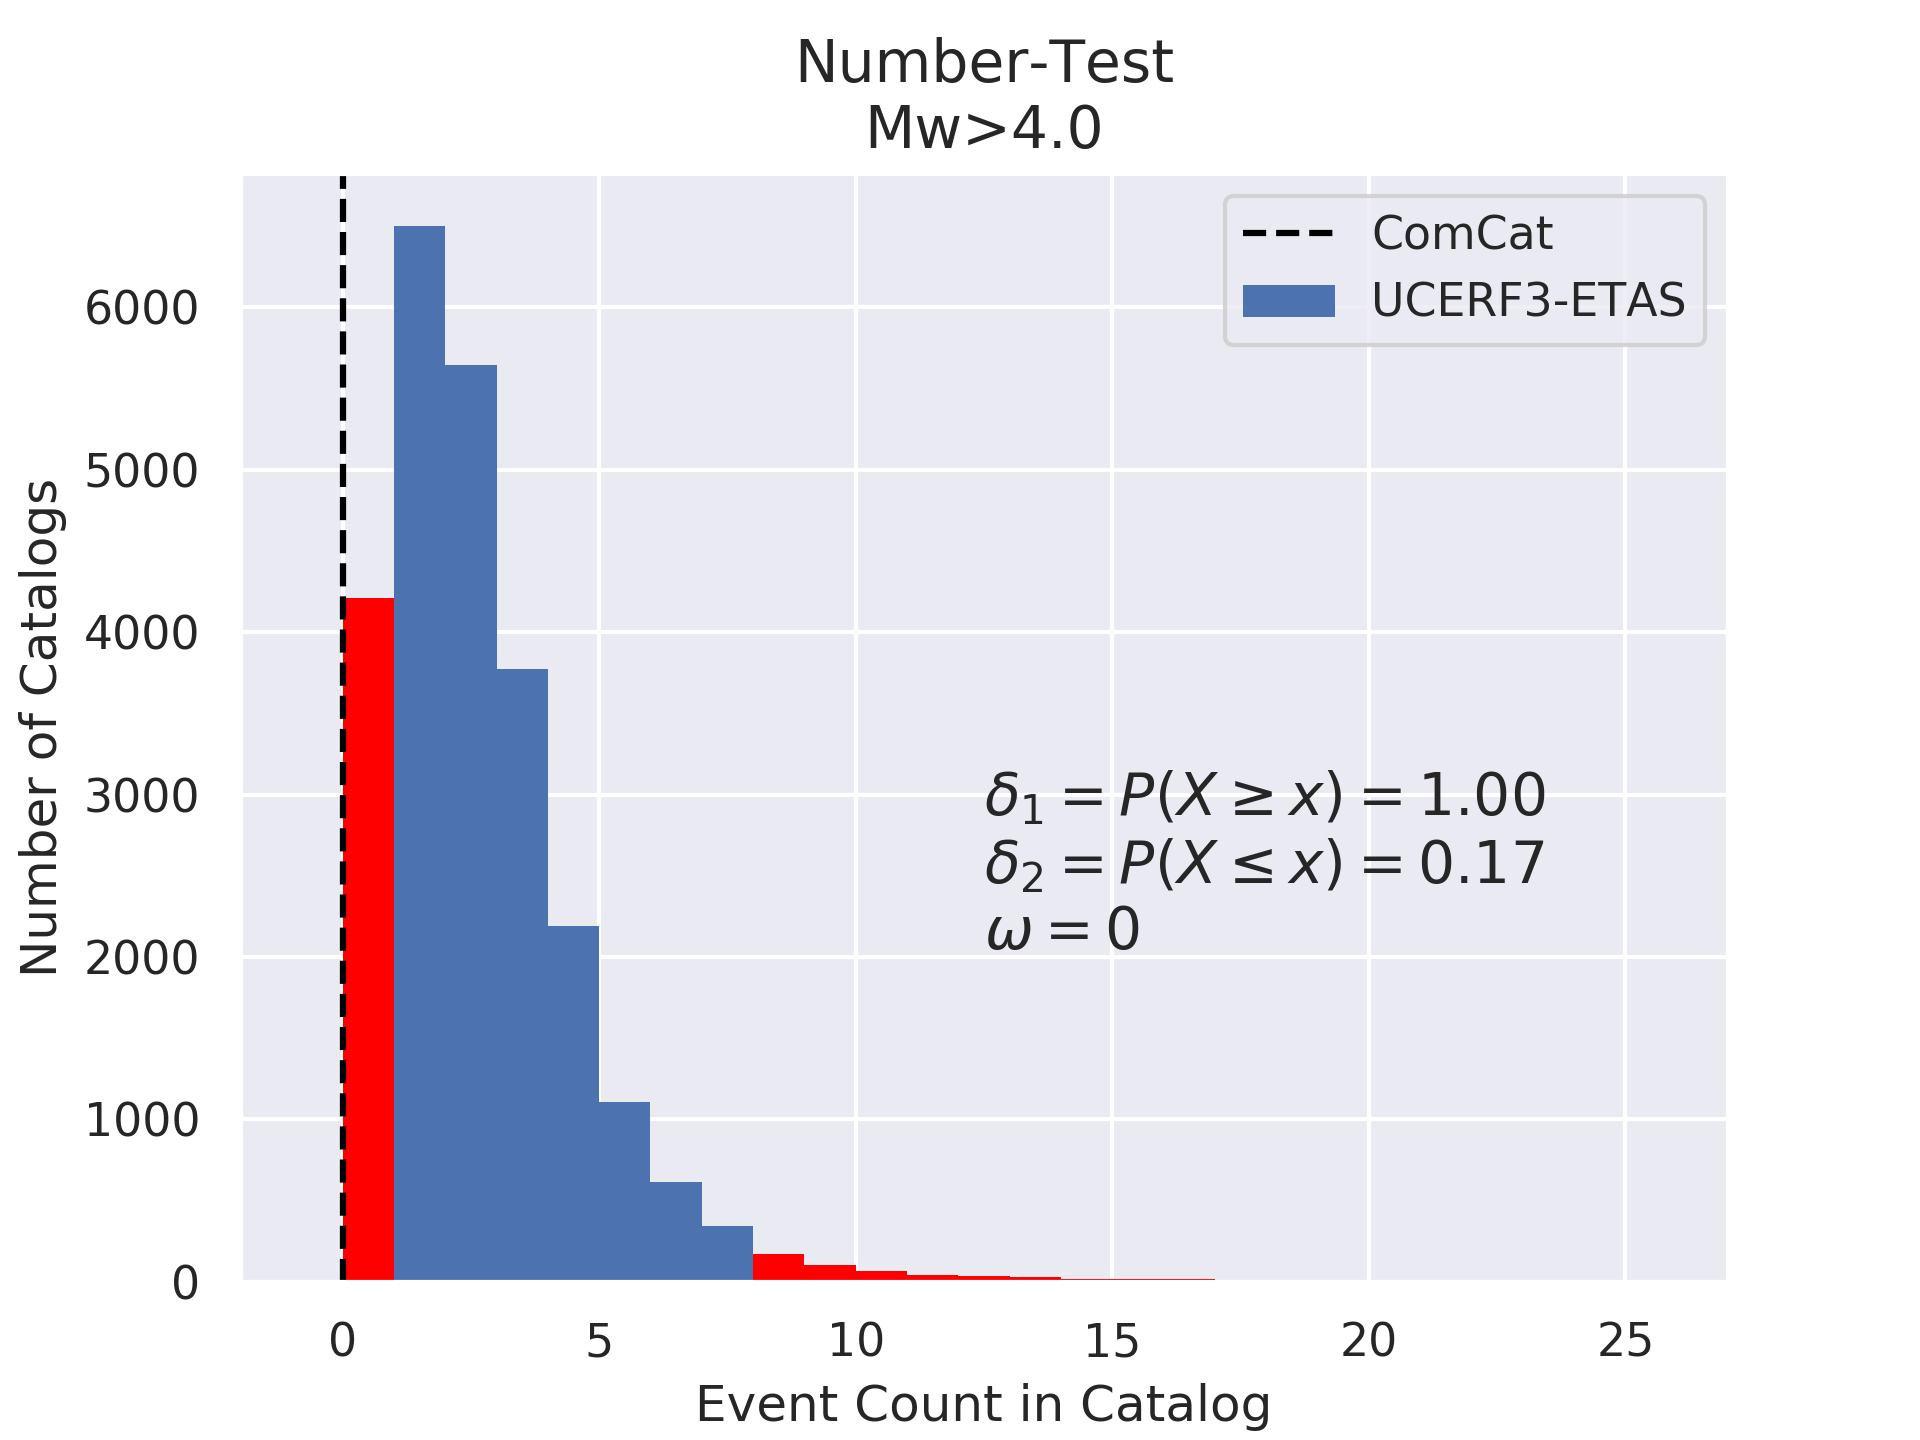 Number-Test
Mw>4.0
ComCat
UCERF3-ETAS
Number of Catalogs
6000
5000
4000
3000
2000
1000
0
δ₁ = P(X ≥ x) = 1.00
δ₂ = P(X ≤ x) = 0.17
ω = 0
0 5 10 15 20 25
Event Count in Catalog